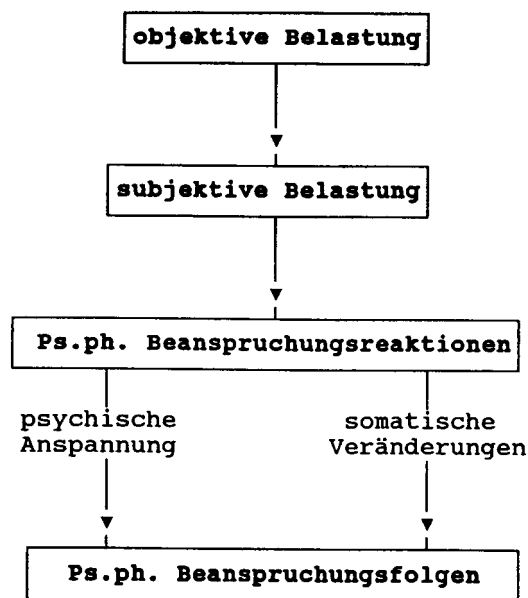 objektive Belastung
subjektive Belastung
Ps.ph. Beanspruchungsreaktionen
psychische
Anspannung
somatische
Veränderungen
Ps.ph. Beanspruchungsfolgen